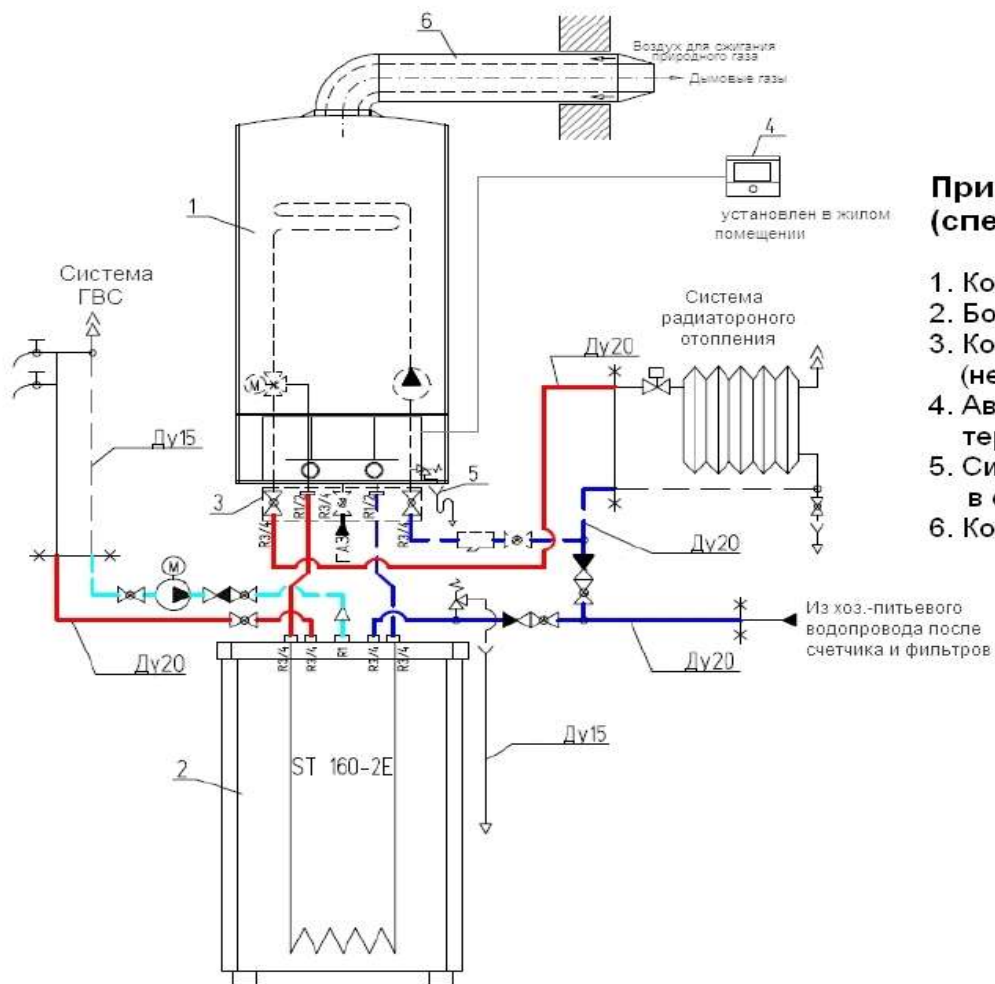 6
Воздух для сжигания
природного газа
Дымовые газы
4
установлен в жилом
помещении
1
Система
ГВС
Ду15
M
Система
радиатороного
отопления
Ду20
5
3
R3/4
R1/2
R3/4
R1/2
R3/4
ГАЗ
Ду20
M
Ду20
R3/4
R3/4
R1
R3/4
R3/4
Ду20
Из хоз.-питьевого
водопровода после
счетчика и фильтров
2
ST 160-2E
Ду15
При
(спе
1. Ко
2. Бо
3. Ко
(не
4. Ав
тер
5. Си
в
6. Ко